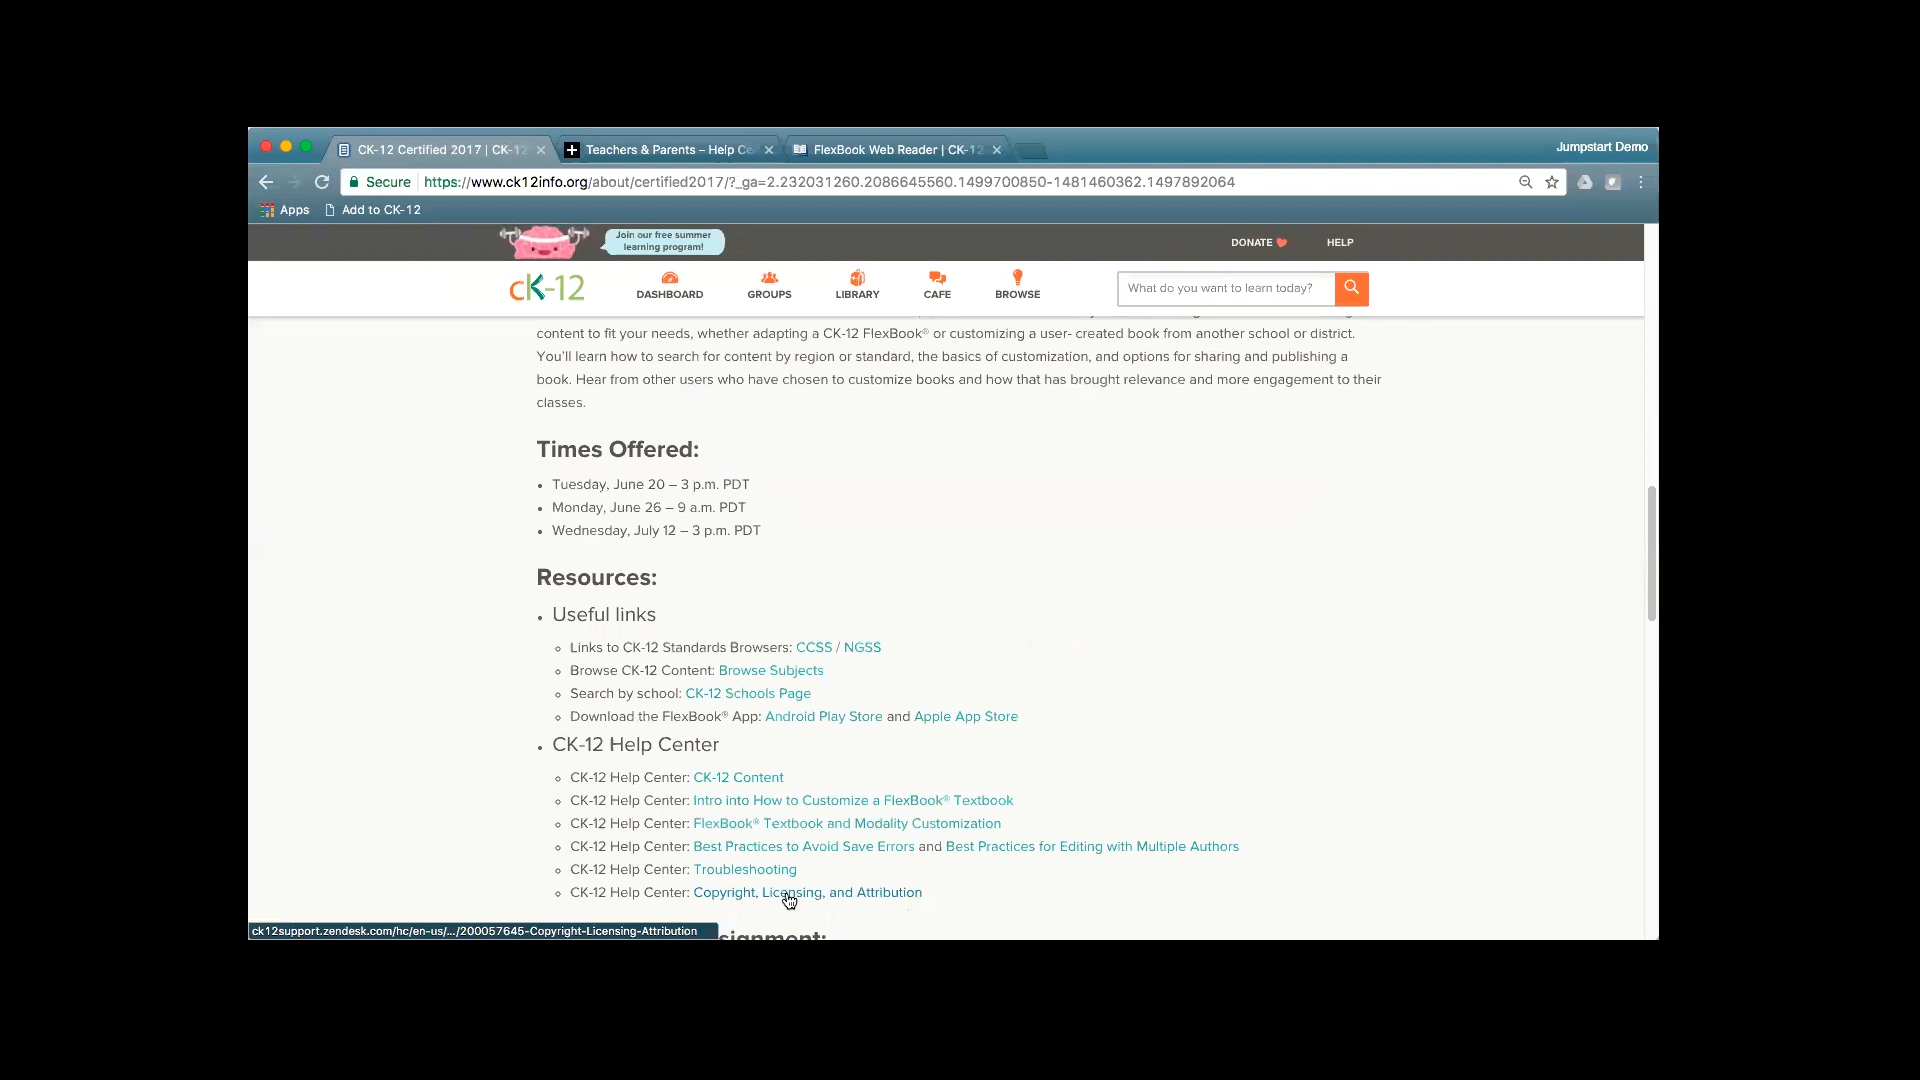 CK-12 Certified 2017 | CK-12
Teachers & Parents – Help Ce
FlexBook Web Reader | CK-12
Jumpstart Demo
Secure
https://www.ck12info.org/about/certified2017/?_ga=2.232031260.2086645560.1499700850-1481460362.1497892064
Apps
Add to CK-12
Join our free summer
learning program!
DONATE
HELP
cK-12
DASHBOARD
GROUPS
LIBRARY
CAFE
BROWSE
What do you want to learn today?
content to fit your needs, whether adapting a CK-12 FlexBook® or customizing a user- created book from another school or district.
You'll learn how to search for content by region or standard, the basics of customization, and options for sharing and publishing a
book. Hear from other users who have chosen to customize books and how that has brought relevance and more engagement to their
classes.
Times Offered:
• Tuesday, June 20 – 3 p.m. PDT
• Monday, June 26 – 9 a.m. PDT
• Wednesday, July 12 – 3 p.m. PDT
Resources:
• Useful links
◦ Links to CK-12 Standards Browsers: CCSS / NGSS
◦ Browse CK-12 Content: Browse Subjects
◦ Search by school: CK-12 Schools Page
◦ Download the FlexBook® App: Android Play Store and Apple App Store
• CK-12 Help Center
◦ CK-12 Help Center: CK-12 Content
◦ CK-12 Help Center: Intro into How to Customize a FlexBook® Textbook
◦ CK-12 Help Center: FlexBook® Textbook and Modality Customization
◦ CK-12 Help Center: Best Practices to Avoid Save Errors and Best Practices for Editing with Multiple Authors
◦ CK-12 Help Center: Troubleshooting
◦ CK-12 Help Center: Copyright, Licensing, and Attribution
ck12support.zendesk.com/hc/en-us/.../200057645-Copyright-Licensing-Attribution
signment: